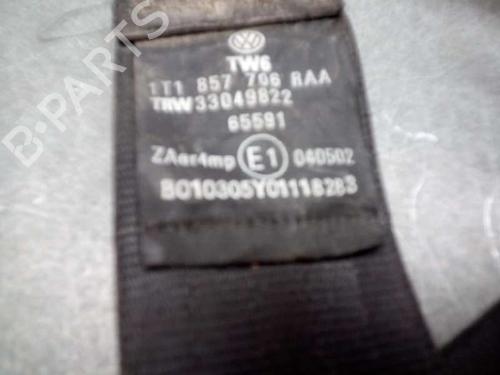 TW6
1T1 857 706 RAA
TRW 33049822
65591
ZAar4mp E1 040502
BO10305Y01118283
B-PARTS